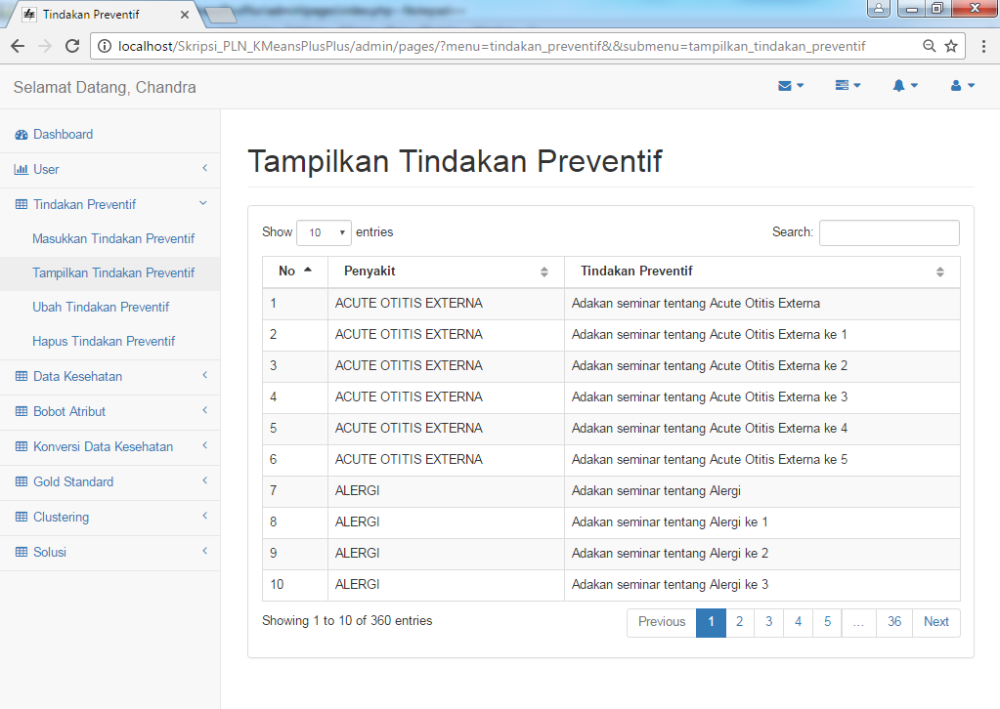 Tindakan Preventif
localhost/Skripsi_PLN_KMeansPlusPlus/admin/pages/?menu=tindakan_preventif&&submenu=tampilkan_tindakan_preventif
Selamat Datang, Chandra
Dashboard
User
Tindakan Preventif
Masukkan Tindakan Preventif
Tampilkan Tindakan Preventif
Ubah Tindakan Preventif
Hapus Tindakan Preventif
Data Kesehatan
Bobot Atribut
Konversi Data Kesehatan
Gold Standard
Clustering
Solusi
Tampilkan Tindakan Preventif
Show 10 entries Search:
No Penyakit Tindakan Preventif
1 ACUTE OTITIS EXTERNA Adakan seminar tentang Acute Otitis Externa
2 ACUTE OTITIS EXTERNA Adakan seminar tentang Acute Otitis Externa ke 1
3 ACUTE OTITIS EXTERNA Adakan seminar tentang Acute Otitis Externa ke 2
4 ACUTE OTITIS EXTERNA Adakan seminar tentang Acute Otitis Externa ke 3
5 ACUTE OTITIS EXTERNA Adakan seminar tentang Acute Otitis Externa ke 4
6 ACUTE OTITIS EXTERNA Adakan seminar tentang Acute Otitis Externa ke 5
7 ALERGI Adakan seminar tentang Alergi
8 ALERGI Adakan seminar tentang Alergi ke 1
9 ALERGI Adakan seminar tentang Alergi ke 2
10 ALERGI Adakan seminar tentang Alergi ke 3
Showing 1 to 10 of 360 entries Previous 1 2 3 4 5 … 36 Next